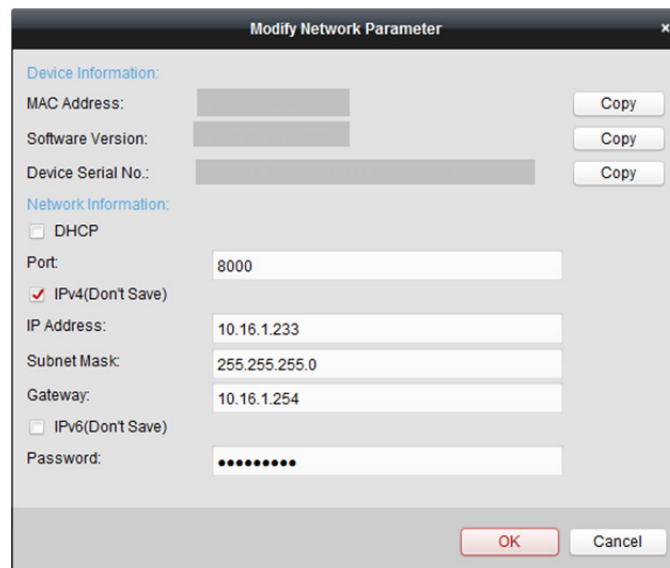 Modify Network Parameter ×
Device Information:
MAC Address: Copy
Software Version: Copy
Device Serial No.: Copy
Network Information:
DHCP
Port: 8000
IPv4(Don't Save)
IP Address: 10.16.1.233
Subnet Mask: 255.255.255.0
Gateway: 10.16.1.254
IPv6(Don't Save)
Password: •••••••••
OK Cancel